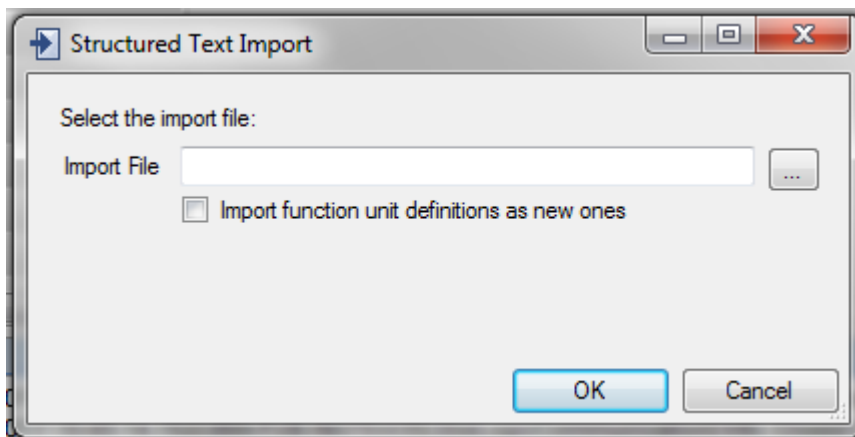 Structured Text Import
Select the import file:
Import File
...
Import function unit definitions as new ones
OK
Cancel